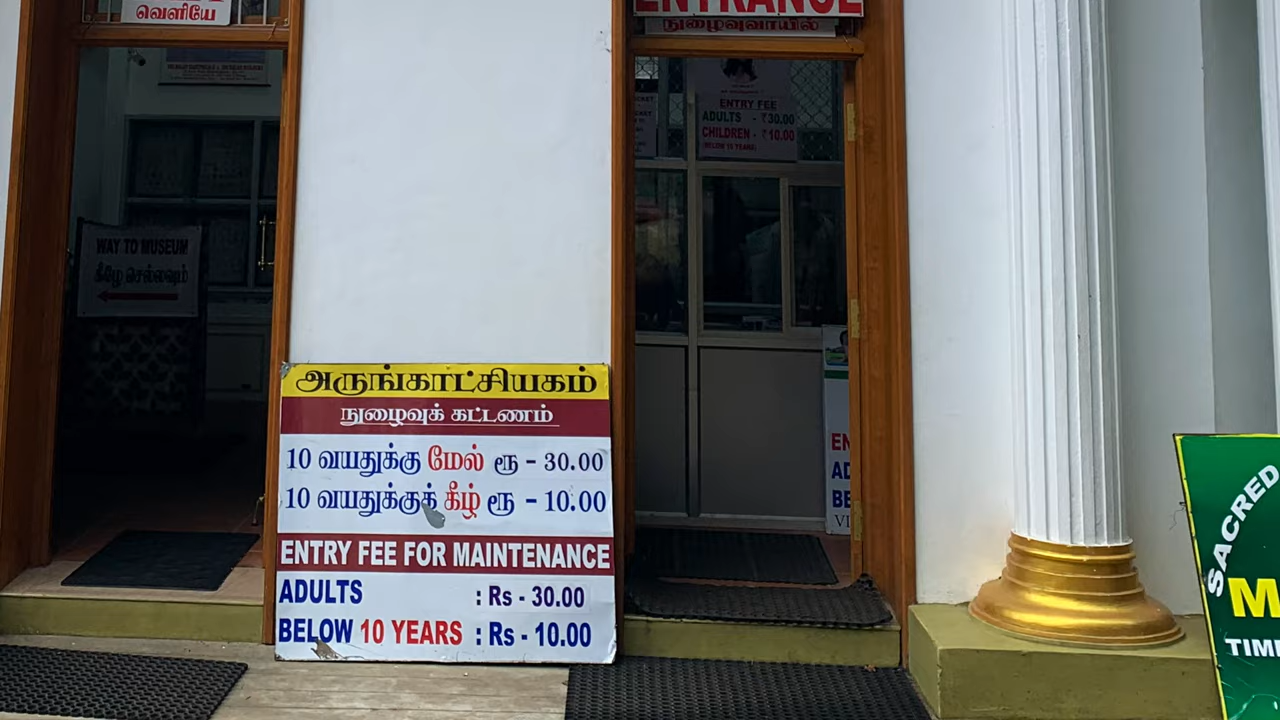 வெளியே
WAY TO MUSEUM
கீழே செல்லவும்
அருங்காட்சியகம்
நுழைவுக் கட்டணம்
10 வயதுக்கு மேல் ரூ - 30.00
10 வயதுக்குக் கீழ் ரூ - 10.00
ENTRY FEE FOR MAINTENANCE
ADULTS : Rs - 30.00
BELOW 10 YEARS : Rs - 10.00
ENTRANCE
நுழைவுவாயில்
ENTRY FEE
ADULTS - ₹30.00
CHILDREN - ₹10.00
(BELOW 10 YEARS)
SACRED